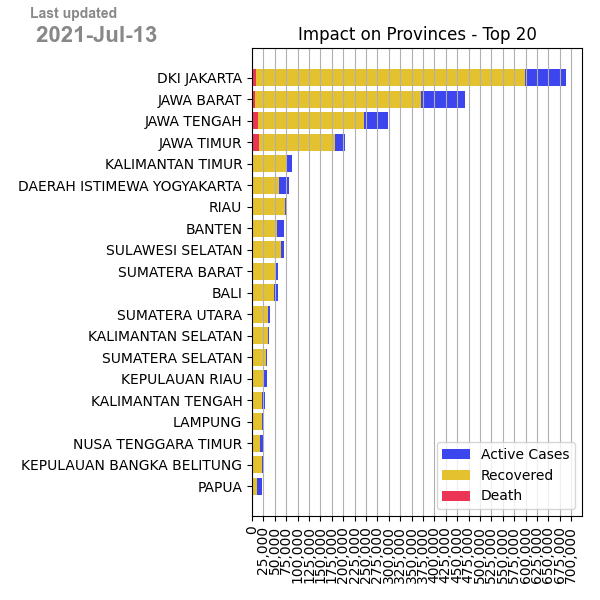 Last updated
2021-Jul-13
Impact on Provinces - Top 20
DKI JAKARTA
JAWA BARAT
JAWA TENGAH
JAWA TIMUR
KALIMANTAN TIMUR
DAERAH ISTIMEWA YOGYAKARTA
RIAU
BANTEN
SULAWESI SELATAN
SUMATERA BARAT
BALI
SUMATERA UTARA
KALIMANTAN SELATAN
SUMATERA SELATAN
KEPULAUAN RIAU
KALIMANTAN TENGAH
LAMPUNG
NUSA TENGGARA TIMUR
KEPULAUAN BANGKA BELITUNG
PAPUA
Active Cases
Recovered
Death
0
25,000
50,000
75,000
100,000
125,000
150,000
175,000
200,000
225,000
250,000
275,000
300,000
325,000
350,000
375,000
400,000
425,000
450,000
475,000
500,000
525,000
550,000
575,000
600,000
625,000
650,000
675,000
700,000